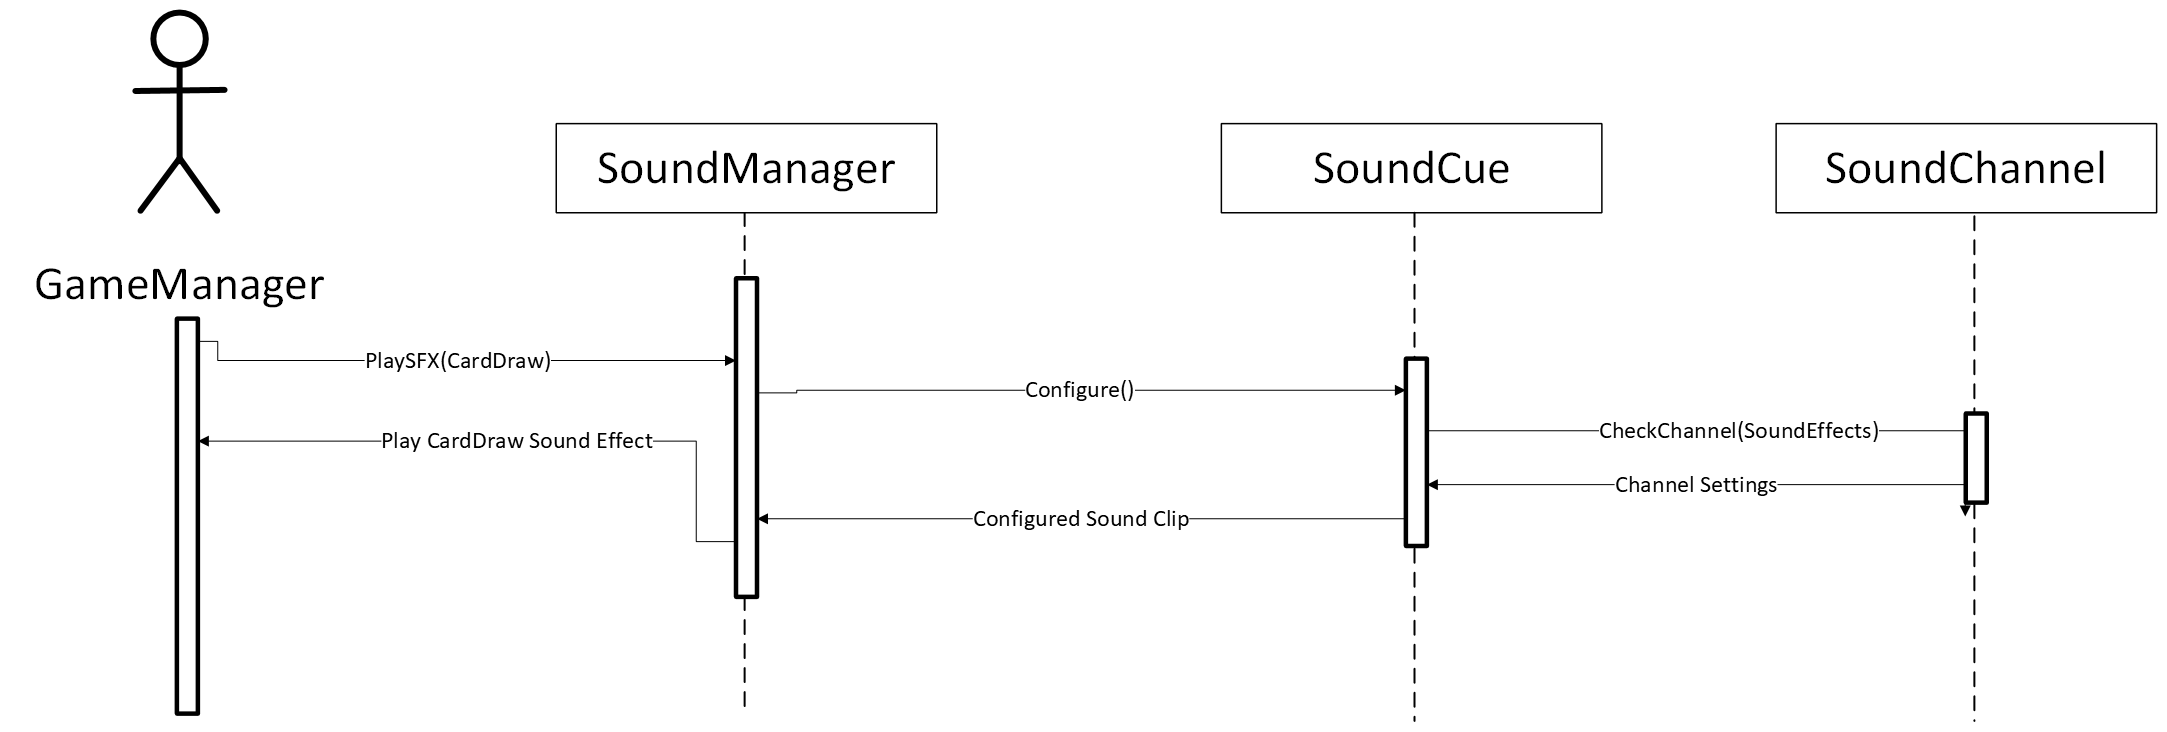 SoundManager
SoundCue
SoundChannel
GameManager
PlaySFX(CardDraw)
Configure()
CheckChannel(SoundEffects)
Play CardDraw Sound Effect
Channel Settings
Configured Sound Clip